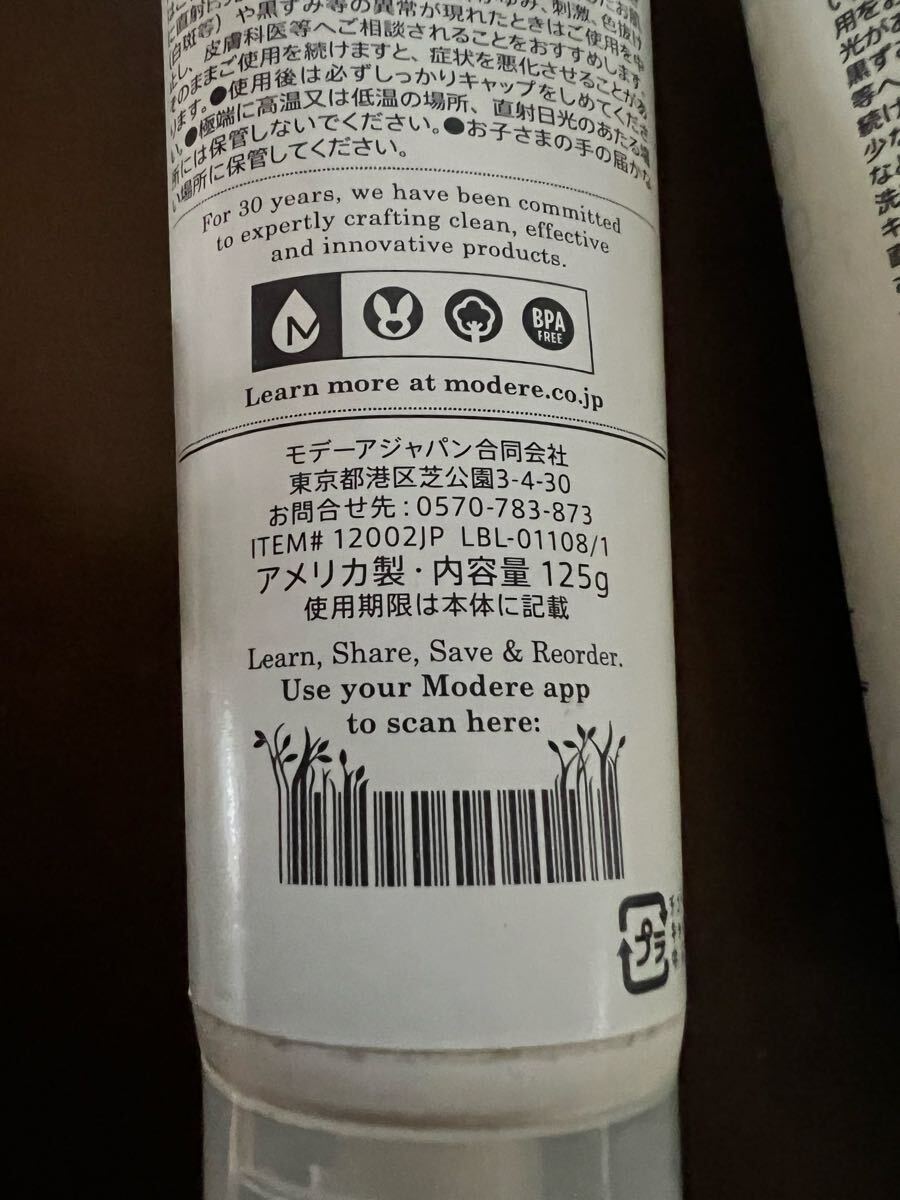 (白斑等)や黒ずみ等の異常が現れたときはご使用を中
止し、皮膚科医等へご相談されることをおすすめします。
そのままご使用を続けますと、症状を悪化させることがあ
ります。●使用後は必ずしっかりキャップをしめてくださ
い。●極端に高温又は低温の場所、直射日光のあたる場
所には保管しないでください。●お子さまの手の届かな
い場所に保管してください。
For 30 years, we have been committed
to expertly crafting clean, effective
and innovative products.
BPA
FREE
Learn more at modere.co.jp
モデーアジャパン合同会社
東京都港区芝公園3-4-30
お問合せ先:0570-783-873
ITEM# 12002JP LBL-01108/1
アメリカ製・内容量 125g
使用期限は本体に記載
Learn, Share, Save & Reorder.
Use your Modere app
to scan here:
プラ